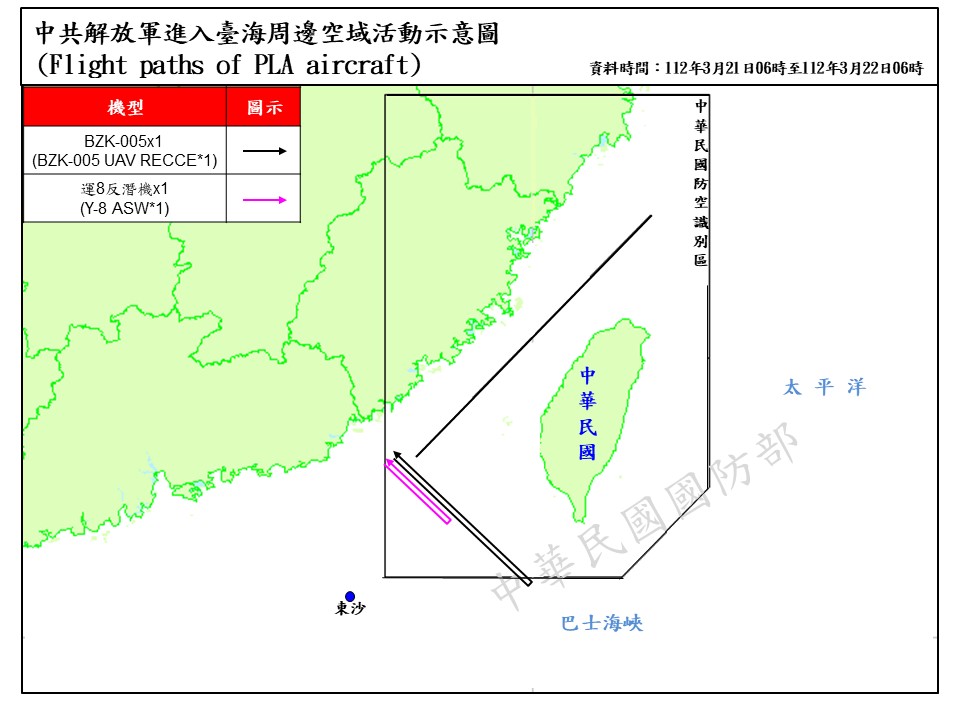 中共解放軍進入臺海周邊空域活動示意圖
(Flight paths of PLA aircraft)
資料時間：112年3月21日06時至112年3月22日06時
機型 圖示
BZK-005x1
(BZK-005 UAV RECCE*1)
運8反潛機x1
(Y-8 ASW*1)
中華民國防空識別區
中華民國
太平洋
中華民國國防部
東沙
巴士海峽